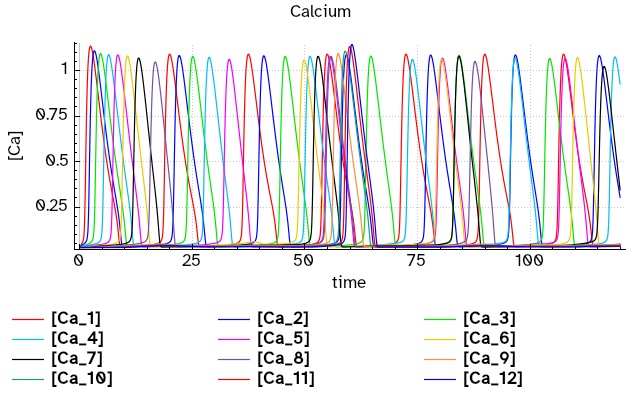 Calcium
1
0.75
0.5
0.25
[Ca]
0 25 50 75 100
time
[Ca_1] [Ca_2] [Ca_3]
[Ca_4] [Ca_5] [Ca_6]
[Ca_7] [Ca_8] [Ca_9]
[Ca_10] [Ca_11] [Ca_12]